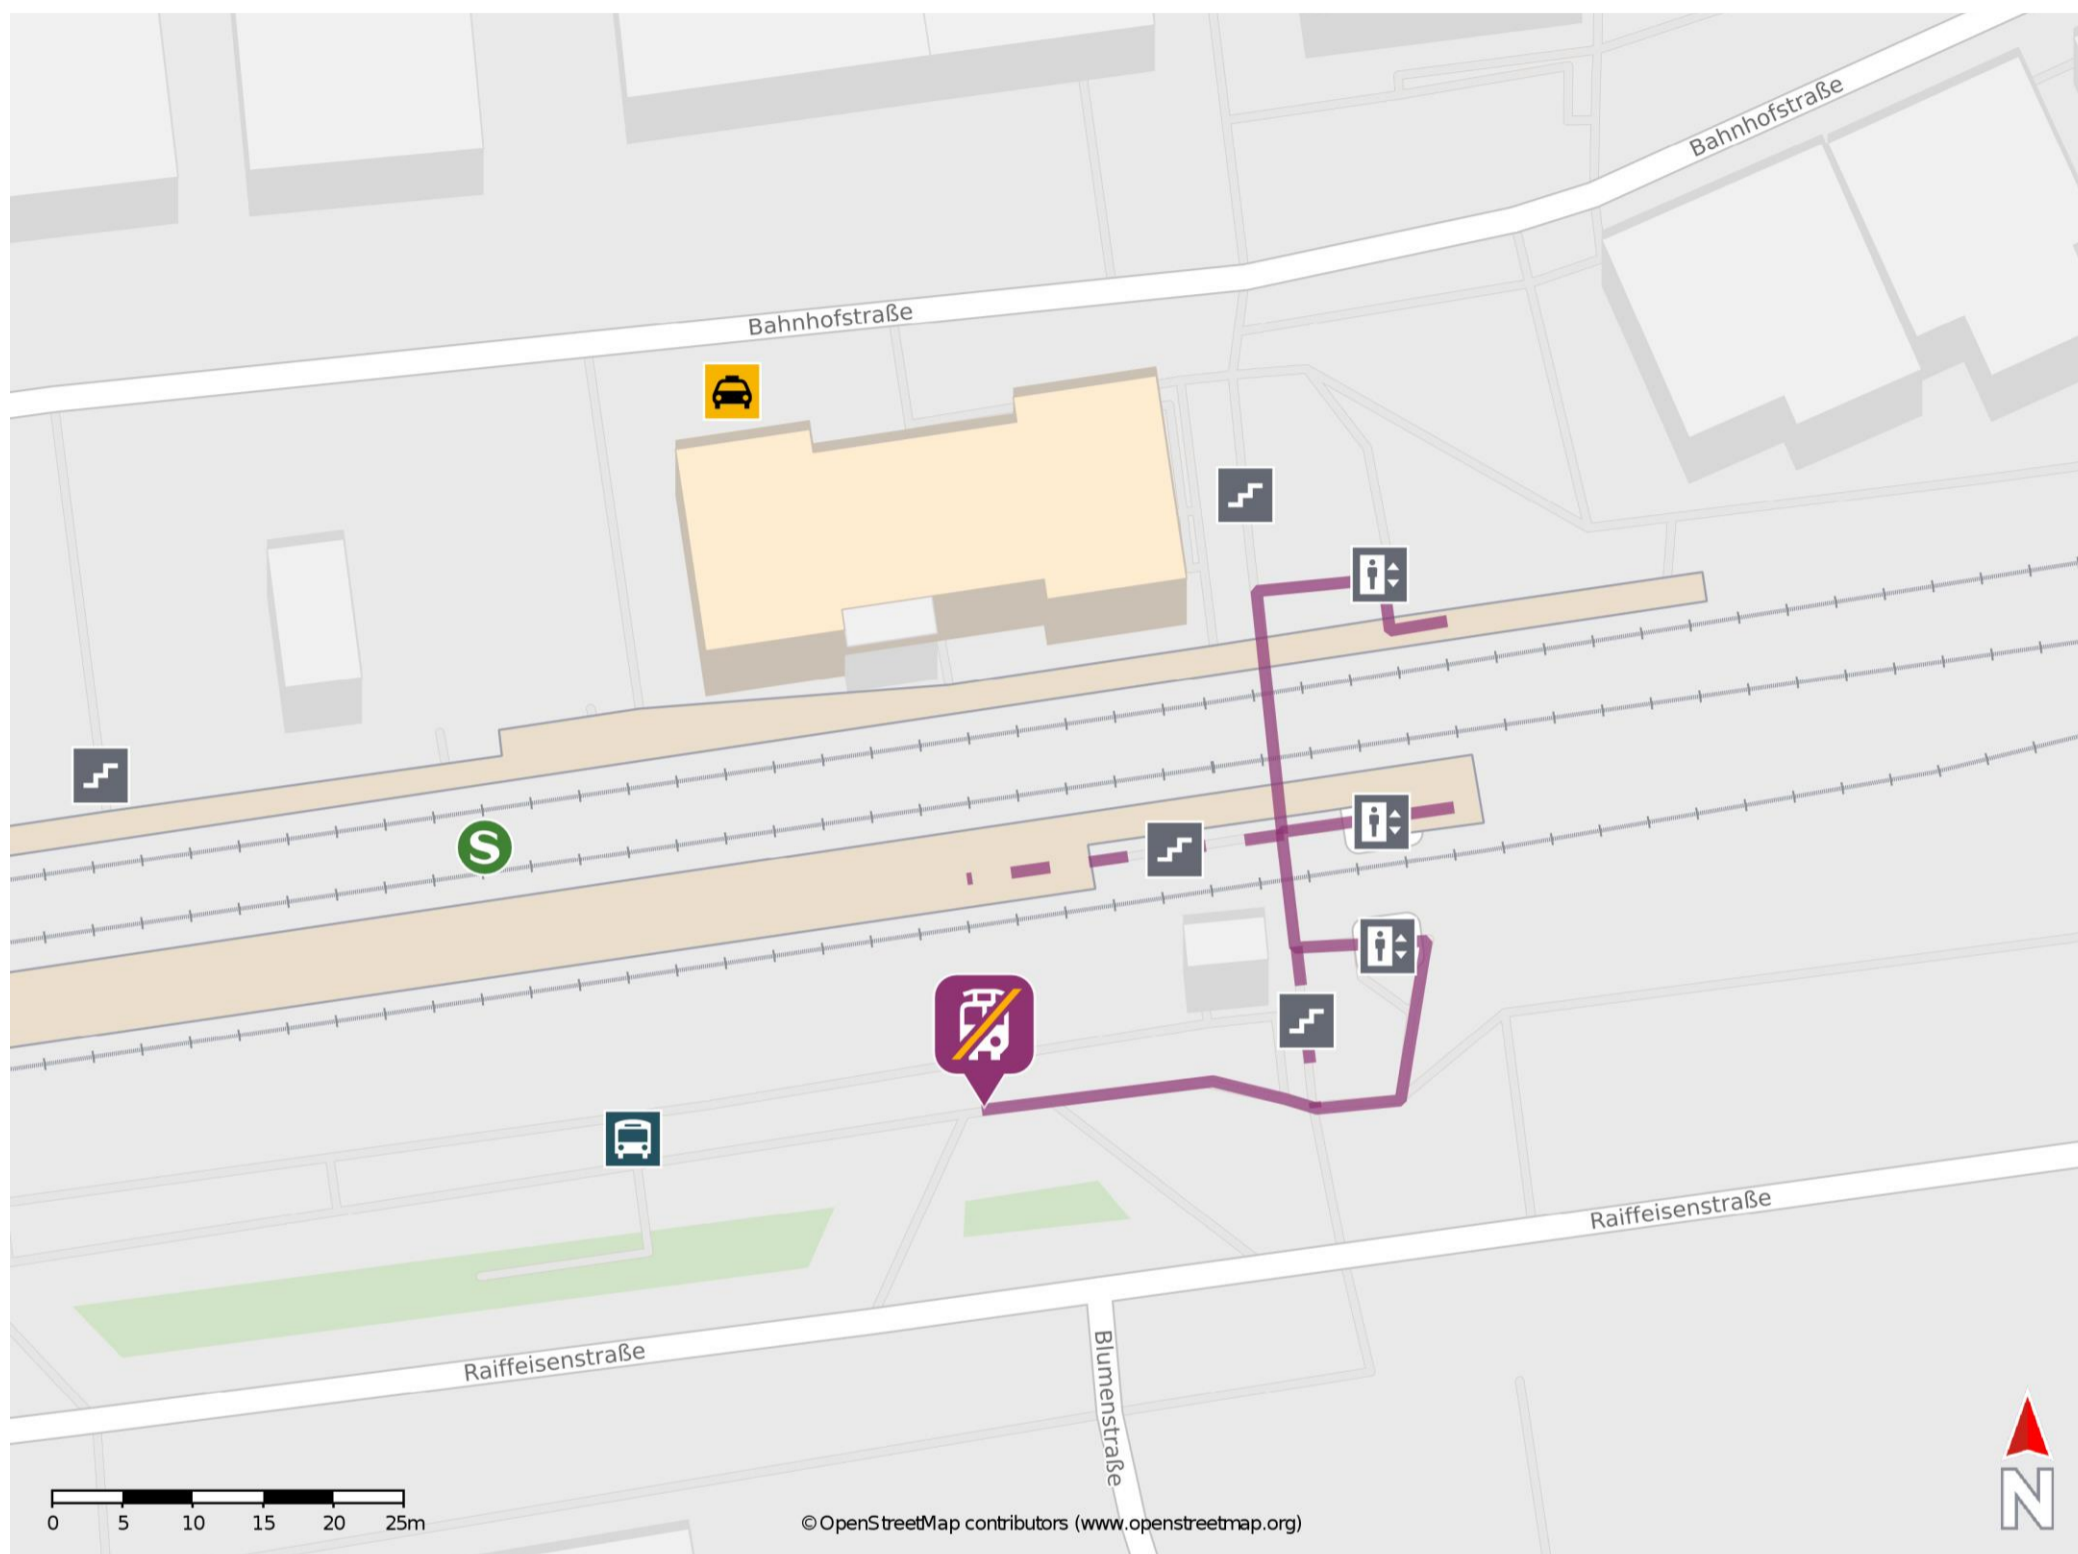 Bahnhofstraße
Bahnhofstraße
S
Raiffeisenstraße
Raiffeisenstraße
Blumenstraße
0 5 10 15 20 25m
© OpenStreetMap contributors (www.openstreetmap.org)
N